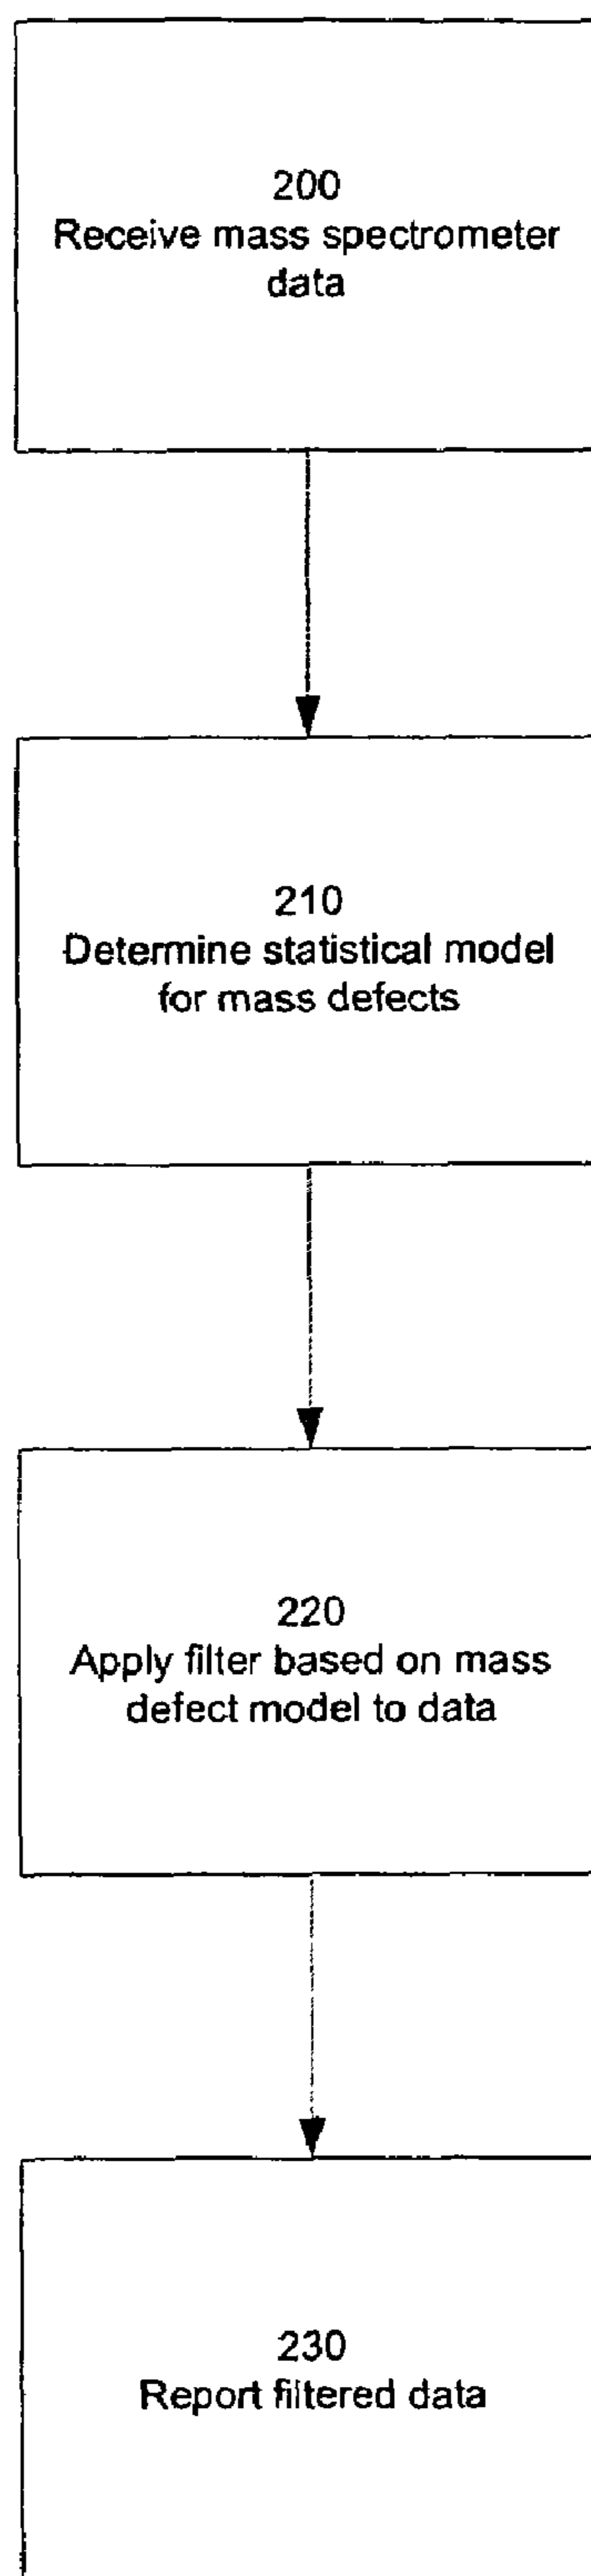 200
Receive mass spectrometer
data
210
Determine statistical model
for mass defects
220
Apply filter based on mass
defect model to data
230
Report filtered data